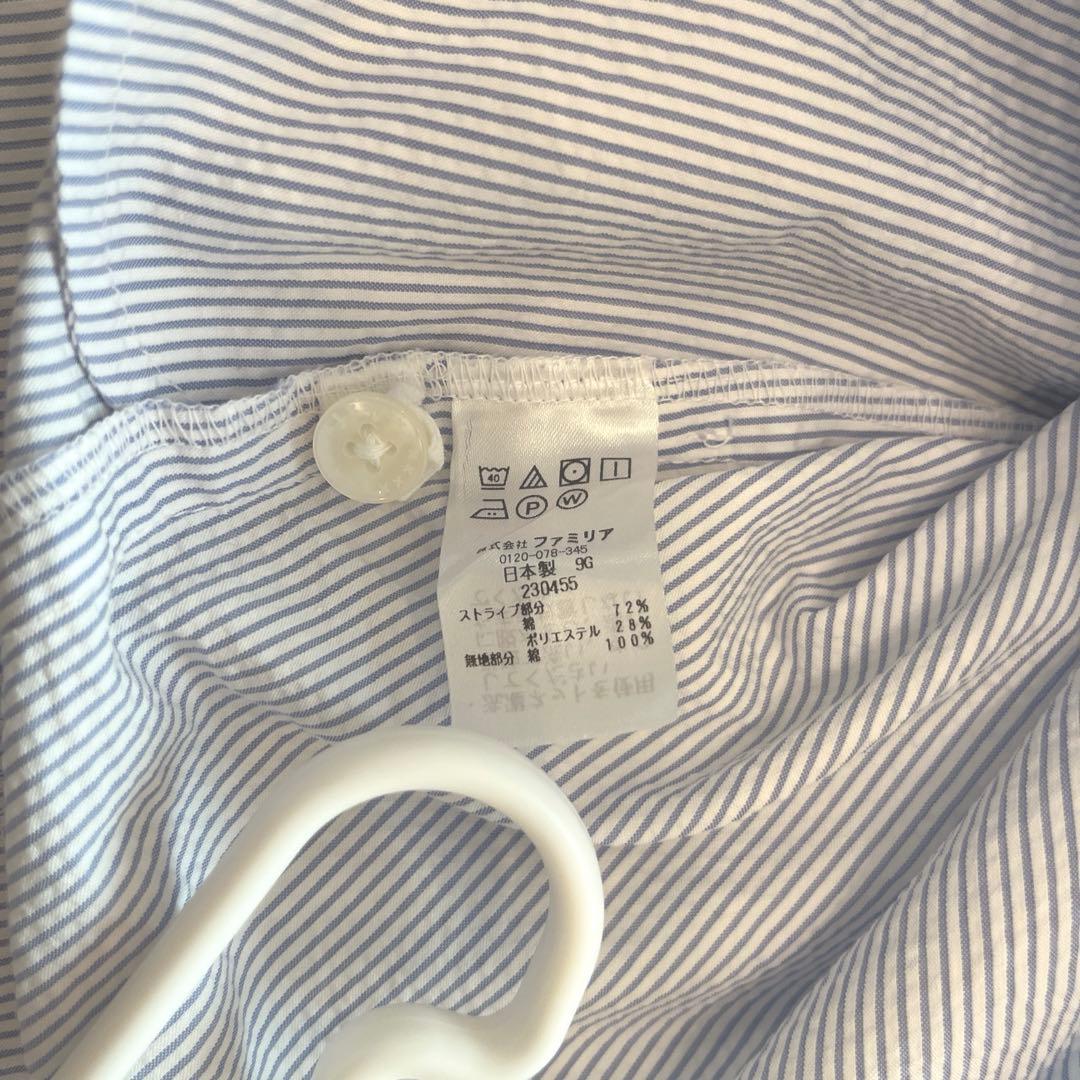 40
P W
式会社 ファミリア
0120-078-345
日本製 9G
230455
ストライプ部分
綿 72%
ポリエステル 28%
無地部分 綿 100%